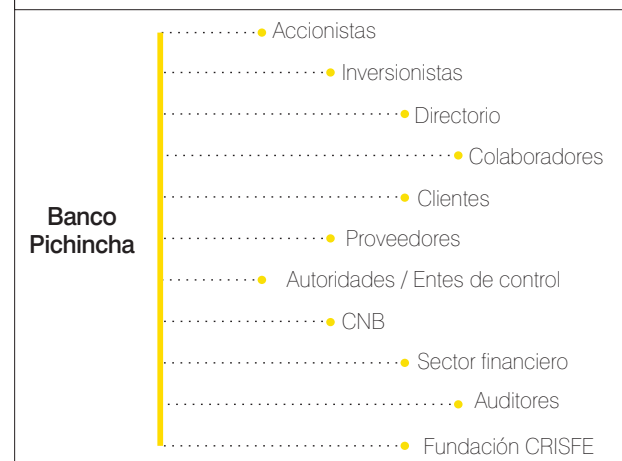 Accionistas
Inversionistas
Directorio
Colaboradores
Clientes
Banco
Pichincha
Proveedores
Autoridades / Entes de control
CNB
Sector financiero
Auditores
Fundación CRISFE